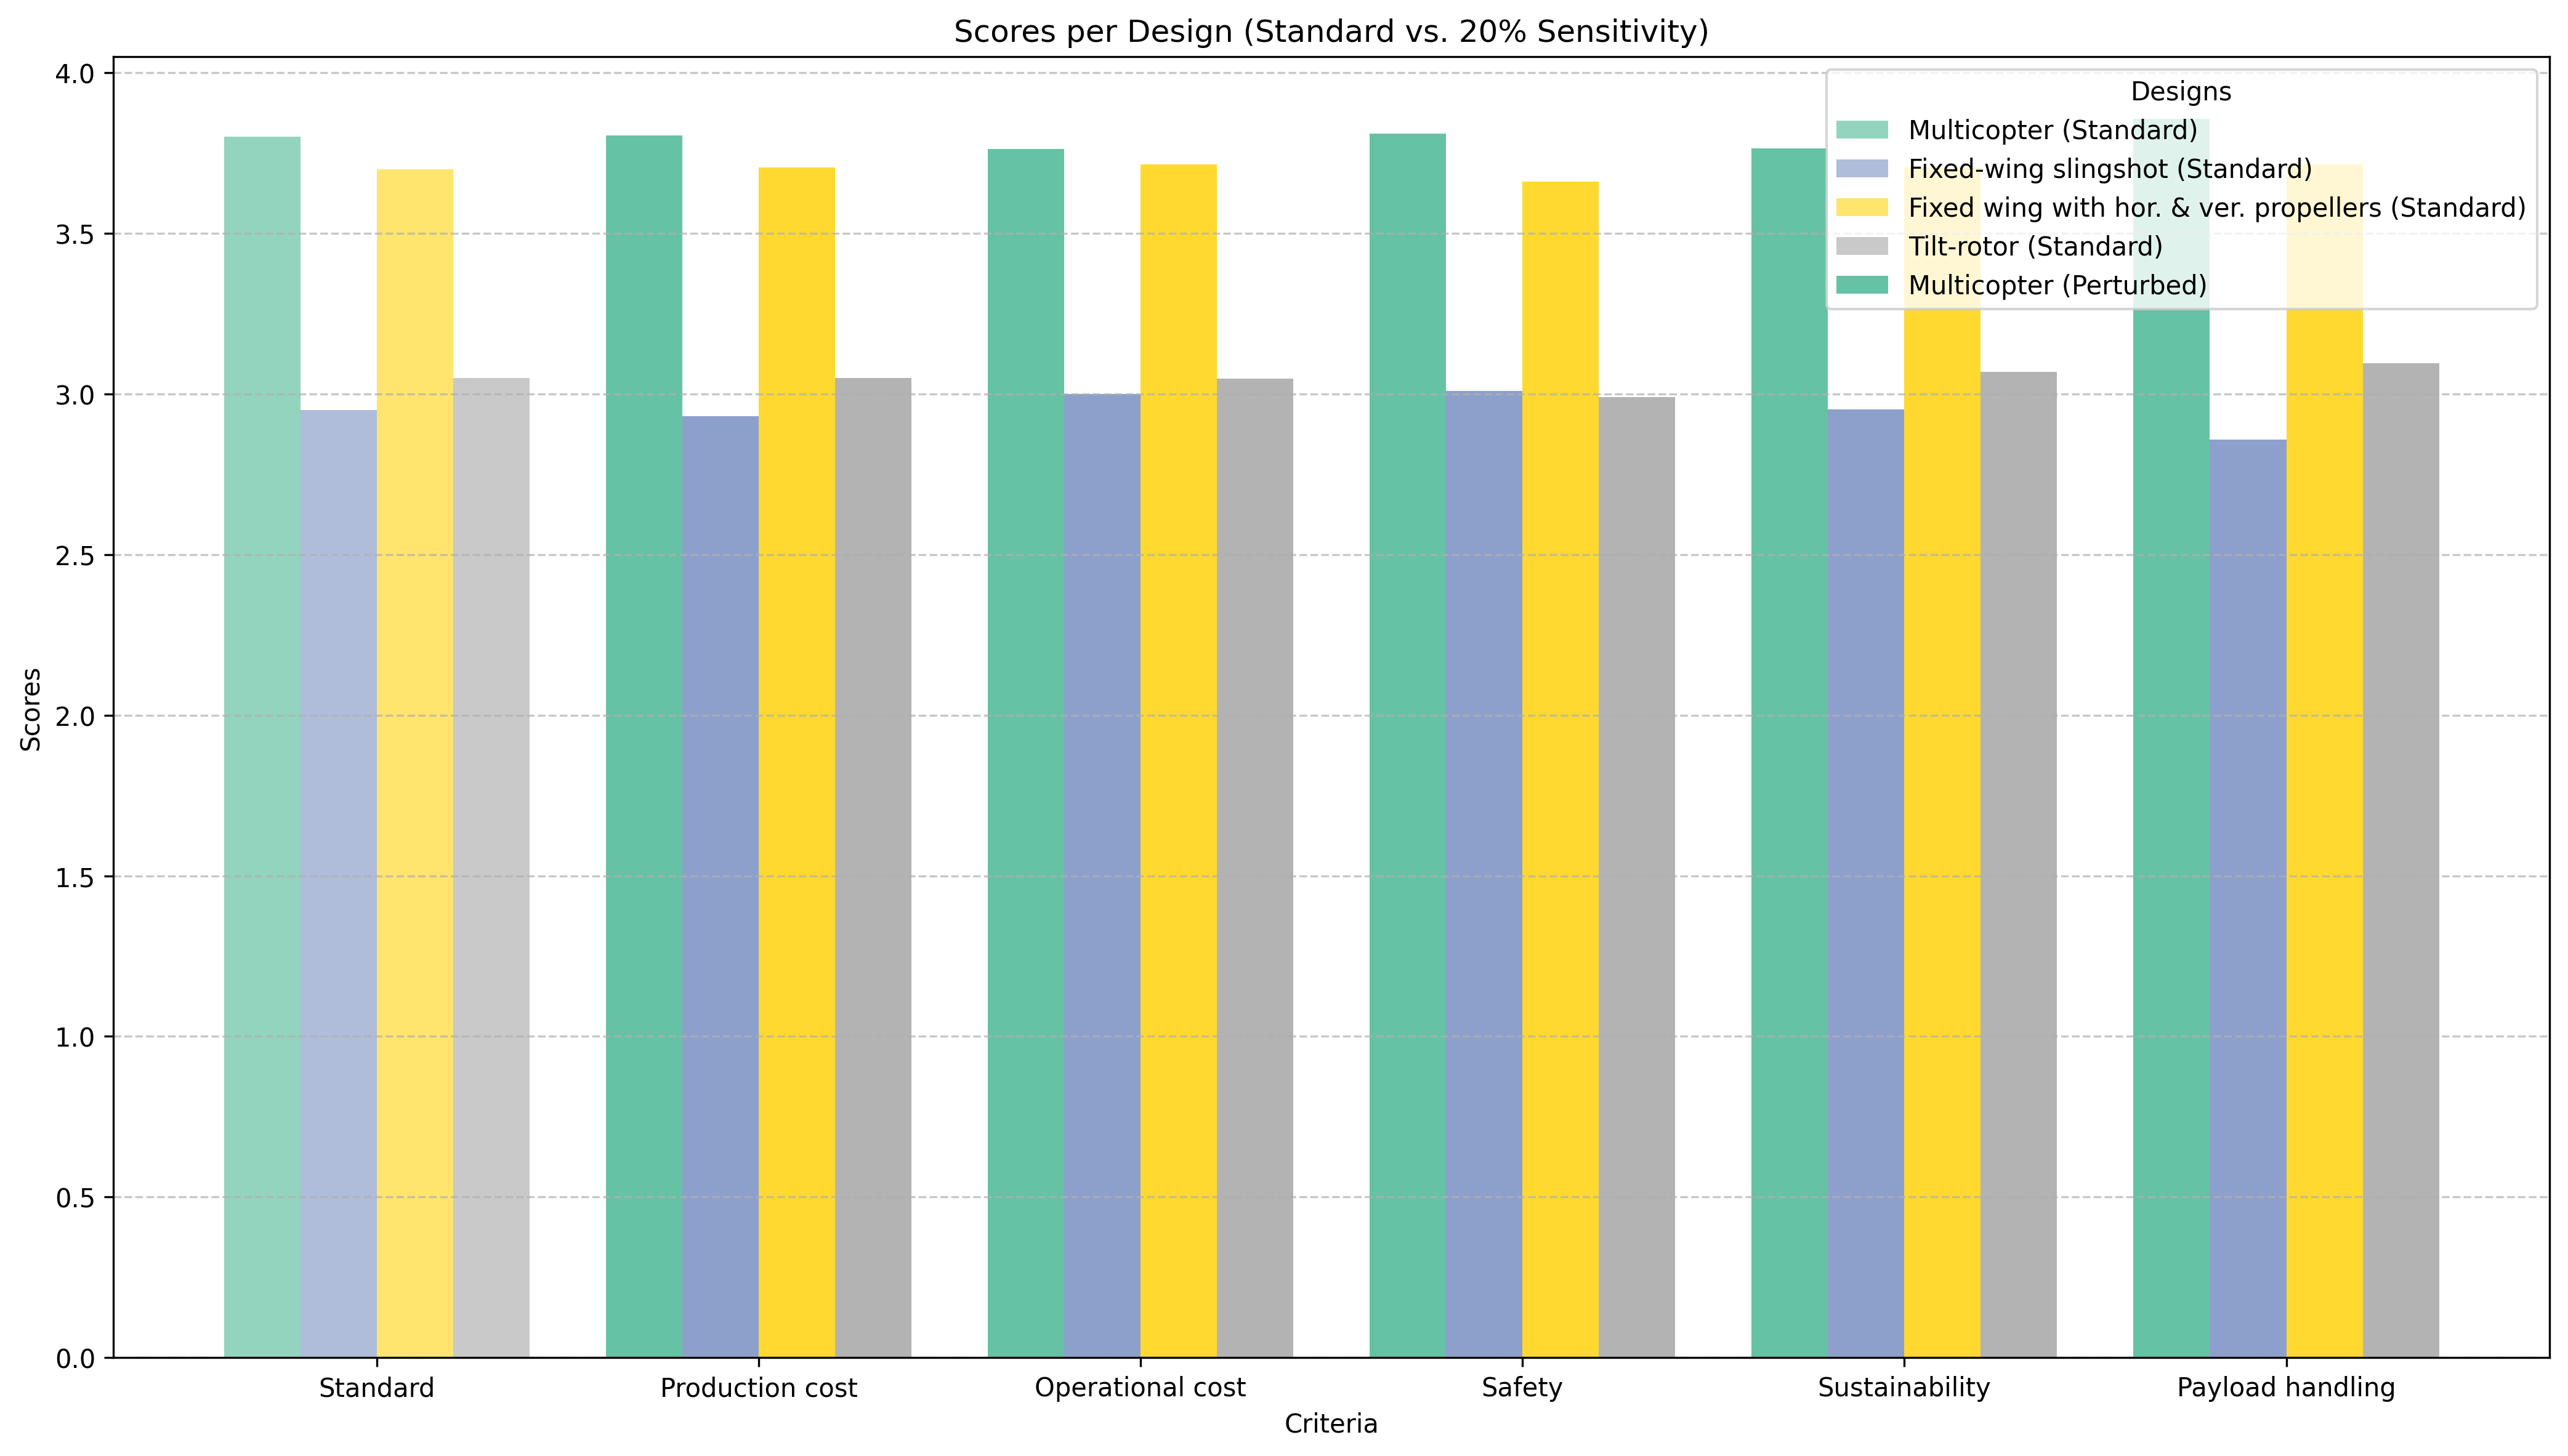 Scores per Design (Standard vs. 20% Sensitivity)
4.0
3.5
3.0
2.5
2.0
1.5
1.0
0.5
0.0
Scores
Designs
Multicopter (Standard)
Fixed-wing slingshot (Standard)
Fixed wing with hor. & ver. propellers (Standard)
Tilt-rotor (Standard)
Multicopter (Perturbed)
Standard
Production cost
Operational cost
Safety
Sustainability
Payload handling
Criteria